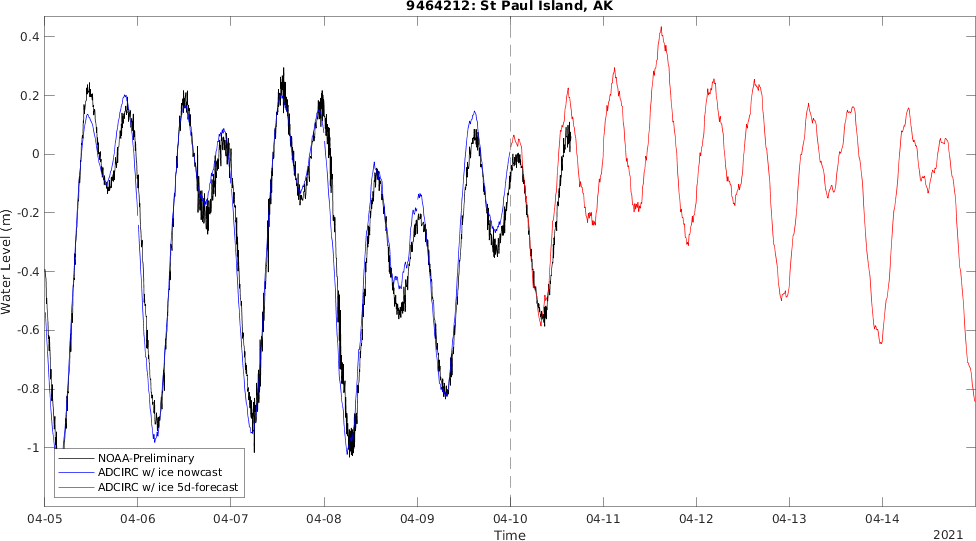 9464212: St Paul Island, AK
0.4
0.2
0
-0.2
-0.4
-0.6
-0.8
-1
Water Level (m)
NOAA-Preliminary
ADCIRC w/ ice nowcast
ADCIRC w/ ice 5d-forecast
04-05 04-06 04-07 04-08 04-09 04-10 04-11 04-12 04-13 04-14
Time
2021